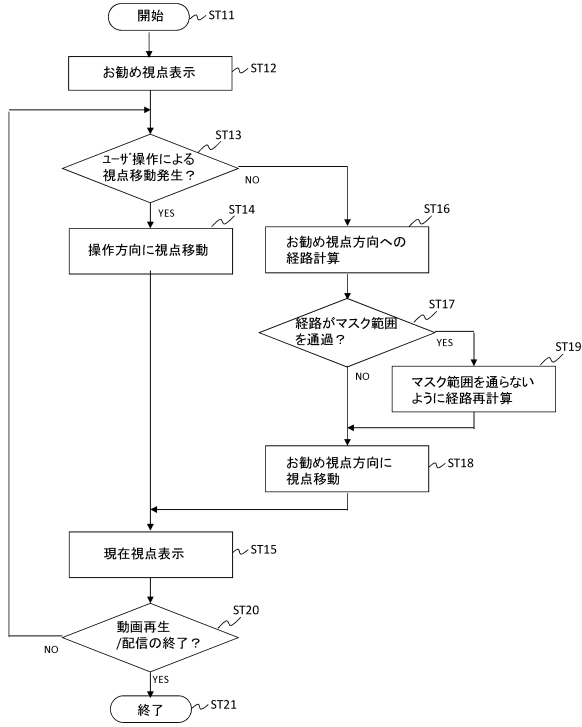 開始
ST11
お勧め視点表示
ST12
ST13
ユーザ操作による
視点移動発生？
NO
YES
ST14
操作方向に視点移動
ST16
お勧め視点方向への
経路計算
ST17
経路がマスク範囲
を通過？
YES
NO
ST19
マスク範囲を通らない
ように経路再計算
お勧め視点方向に
視点移動
ST18
現在視点表示
ST15
ST20
動画再生
/配信の終了？
NO
YES
終了
ST21